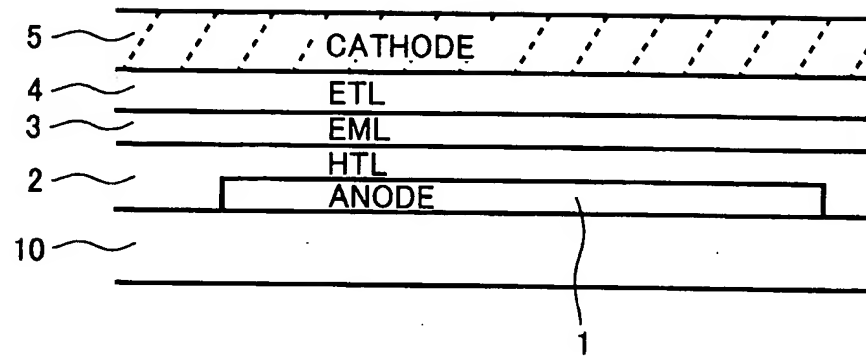 5 CATHODE
4 ETL
3 EML
2 HTL
ANODE
10
1